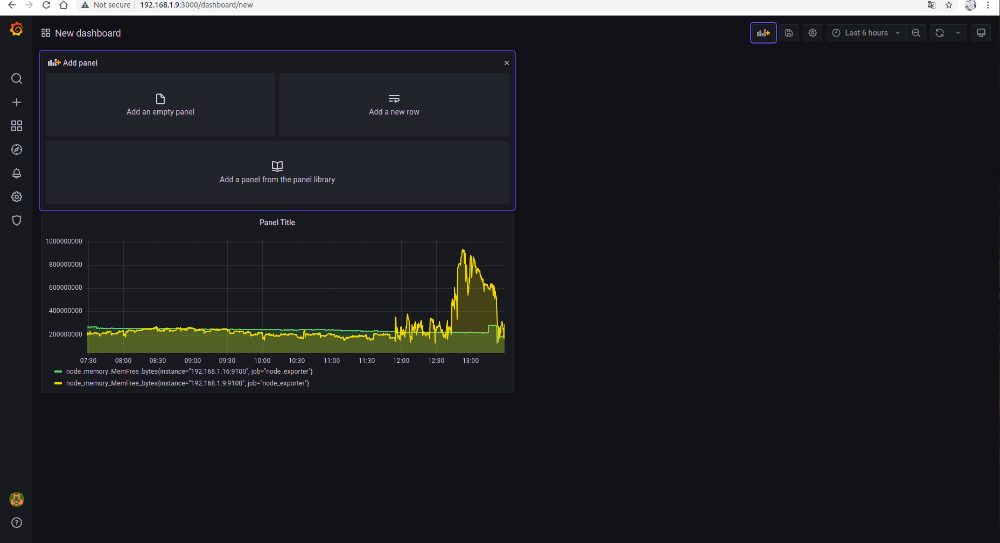 Not secure 192.168.1.9:3000/dashboard/new
New dashboard
Last 6 hours
Add panel
Add an empty panel
Add a new row
Add a panel from the panel library
Panel Title
1000000000
800000000
600000000
400000000
200000000
07:30 08:00 08:30 09:00 09:30 10:00 10:30 11:00 11:30 12:00 12:30 13:00
node_memory_MemFree_bytes{instance="192.168.1.16:9100", job="node_exporter"}
node_memory_MemFree_bytes{instance="192.168.1.9:9100", job="node_exporter"}